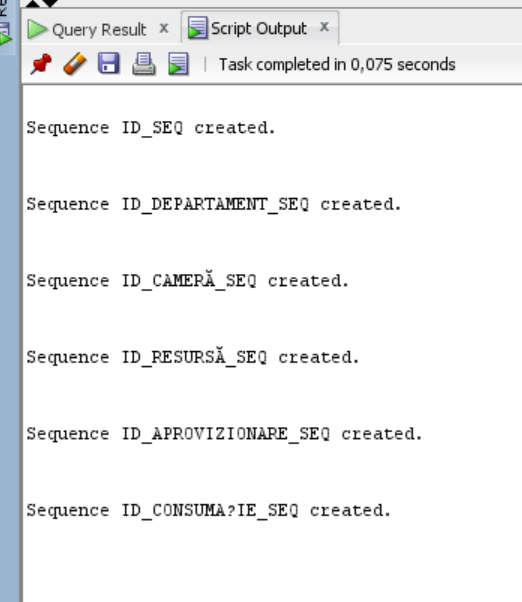 Query Result x
Script Output x
Task completed in 0,075 seconds
Sequence ID_SEQ created.
Sequence ID_DEPARTAMENT_SEQ created.
Sequence ID_CAMERĂ_SEQ created.
Sequence ID_RESURSĂ_SEQ created.
Sequence ID_APROVIZIONARE_SEQ created.
Sequence ID_CONSUMA?IE_SEQ created.